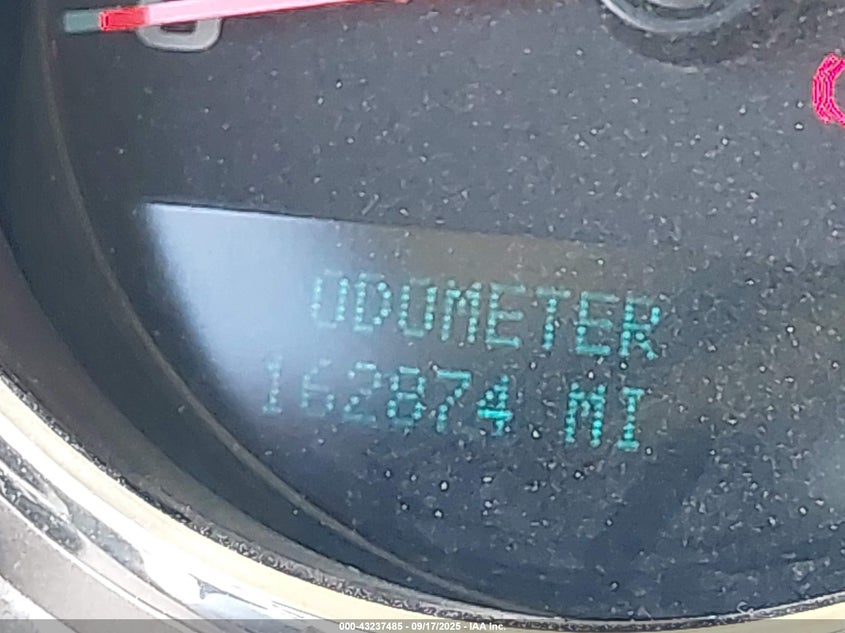 ODOMETER
162874 MI
000-43237485 - 09/17/2025 - IAA Inc.